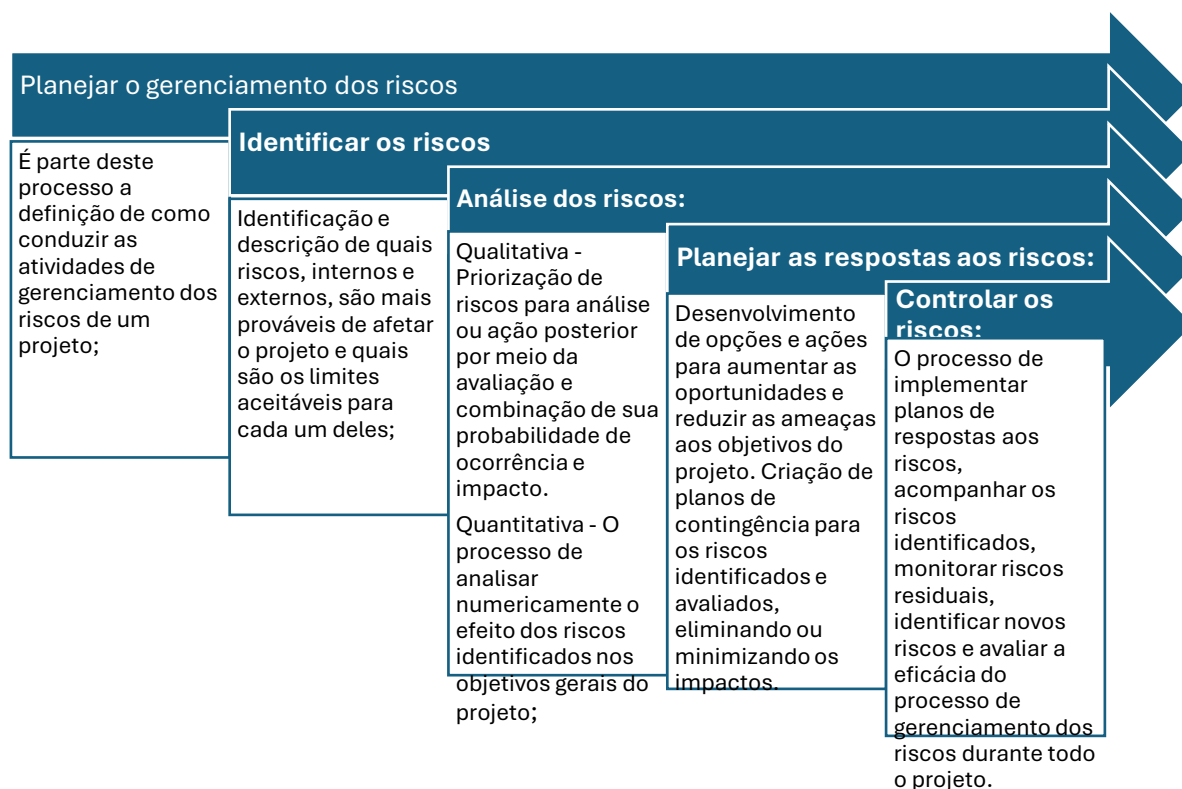 Planejar o gerenciamento dos riscos
É parte deste
processo a
definição de como
conduzir as
atividades de
gerenciamento dos
riscos de um
projeto;
Identificar os riscos
Identificação e
descrição de quais
riscos, internos e
externos, são mais
prováveis de afetar
o projeto e quais
são os limites
aceitáveis para
cada um deles;
Análise dos riscos:
Qualitativa -
Priorização de
riscos para análise
ou ação posterior
por meio da
avaliação e
combinação de sua
probabilidade de
ocorrência e
impacto.
Quantitativa - O
processo de
analisar
numericamente o
efeito dos riscos
identificados nos
objetivos gerais do
projeto;
Planejar as respostas aos riscos:
Desenvolvimento
de opções e ações
para aumentar as
oportunidades e
reduzir as ameaças
aos objetivos do
projeto. Criação de
planos de
contingência para
os riscos
identificados e
avaliados,
eliminando ou
minimizando os
impactos.
Controlar os
riscos:
O processo de
implementar
planos de
respostas aos
riscos,
acompanhar os
riscos
identificados,
monitorar riscos
residuais,
identificar novos
riscos e avaliar a
eficácia do
processo de
gerenciamento dos
riscos durante todo
o projeto.